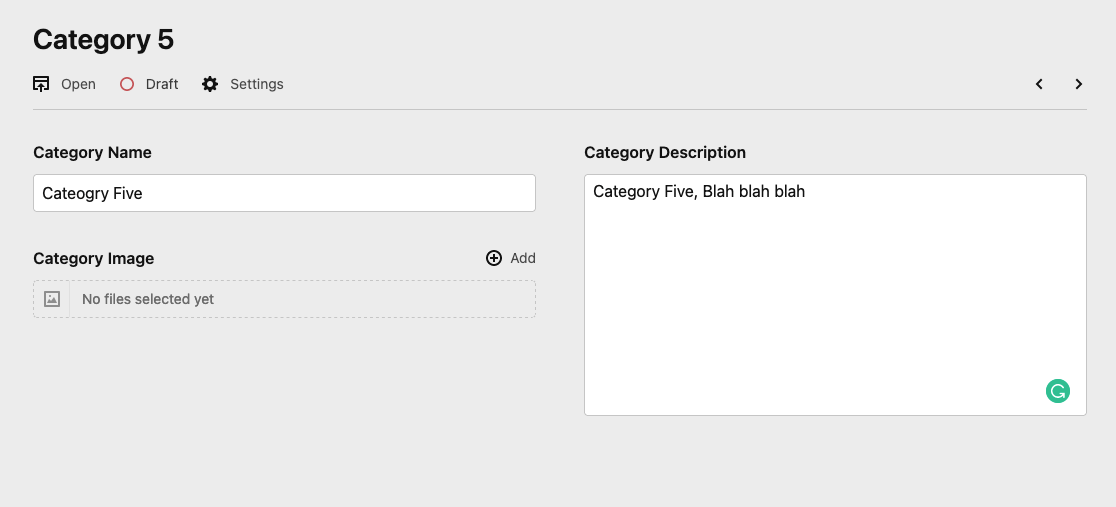 Category 5
Open Draft Settings
Category Name
Cateogry Five
Category Image Add
No files selected yet
Category Description
Category Five, Blah blah blah